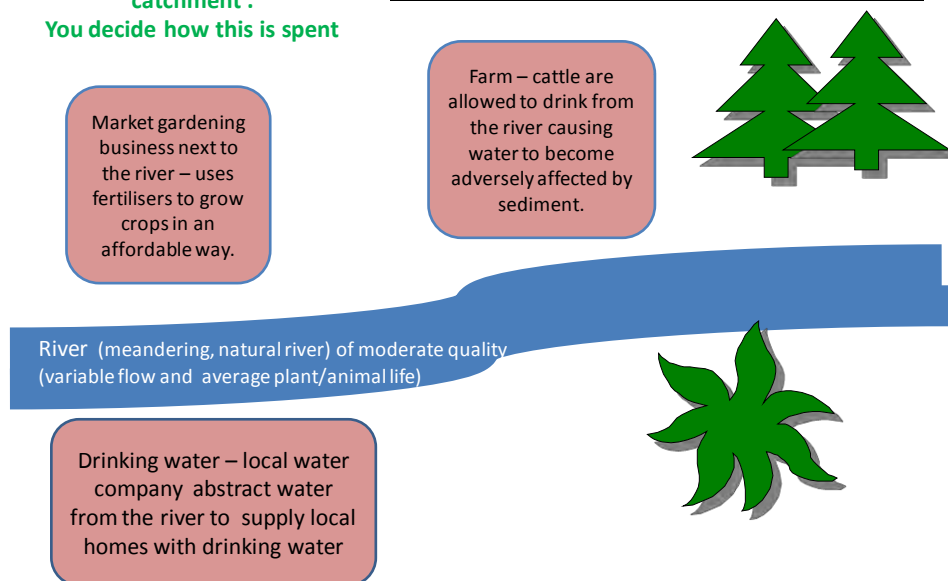 catchment .
You decide how this is spent
Farm – cattle are
allowed to drink from
the river causing
water to become
adversely affected by
sediment.
Market gardening
business next to
the river – uses
fertilisers to grow
crops in an
affordable way.
River (meandering, natural river) of moderate quality
(variable flow and average plant/animal life)
Drinking water – local water
company abstract water
from the river to supply local
homes with drinking water